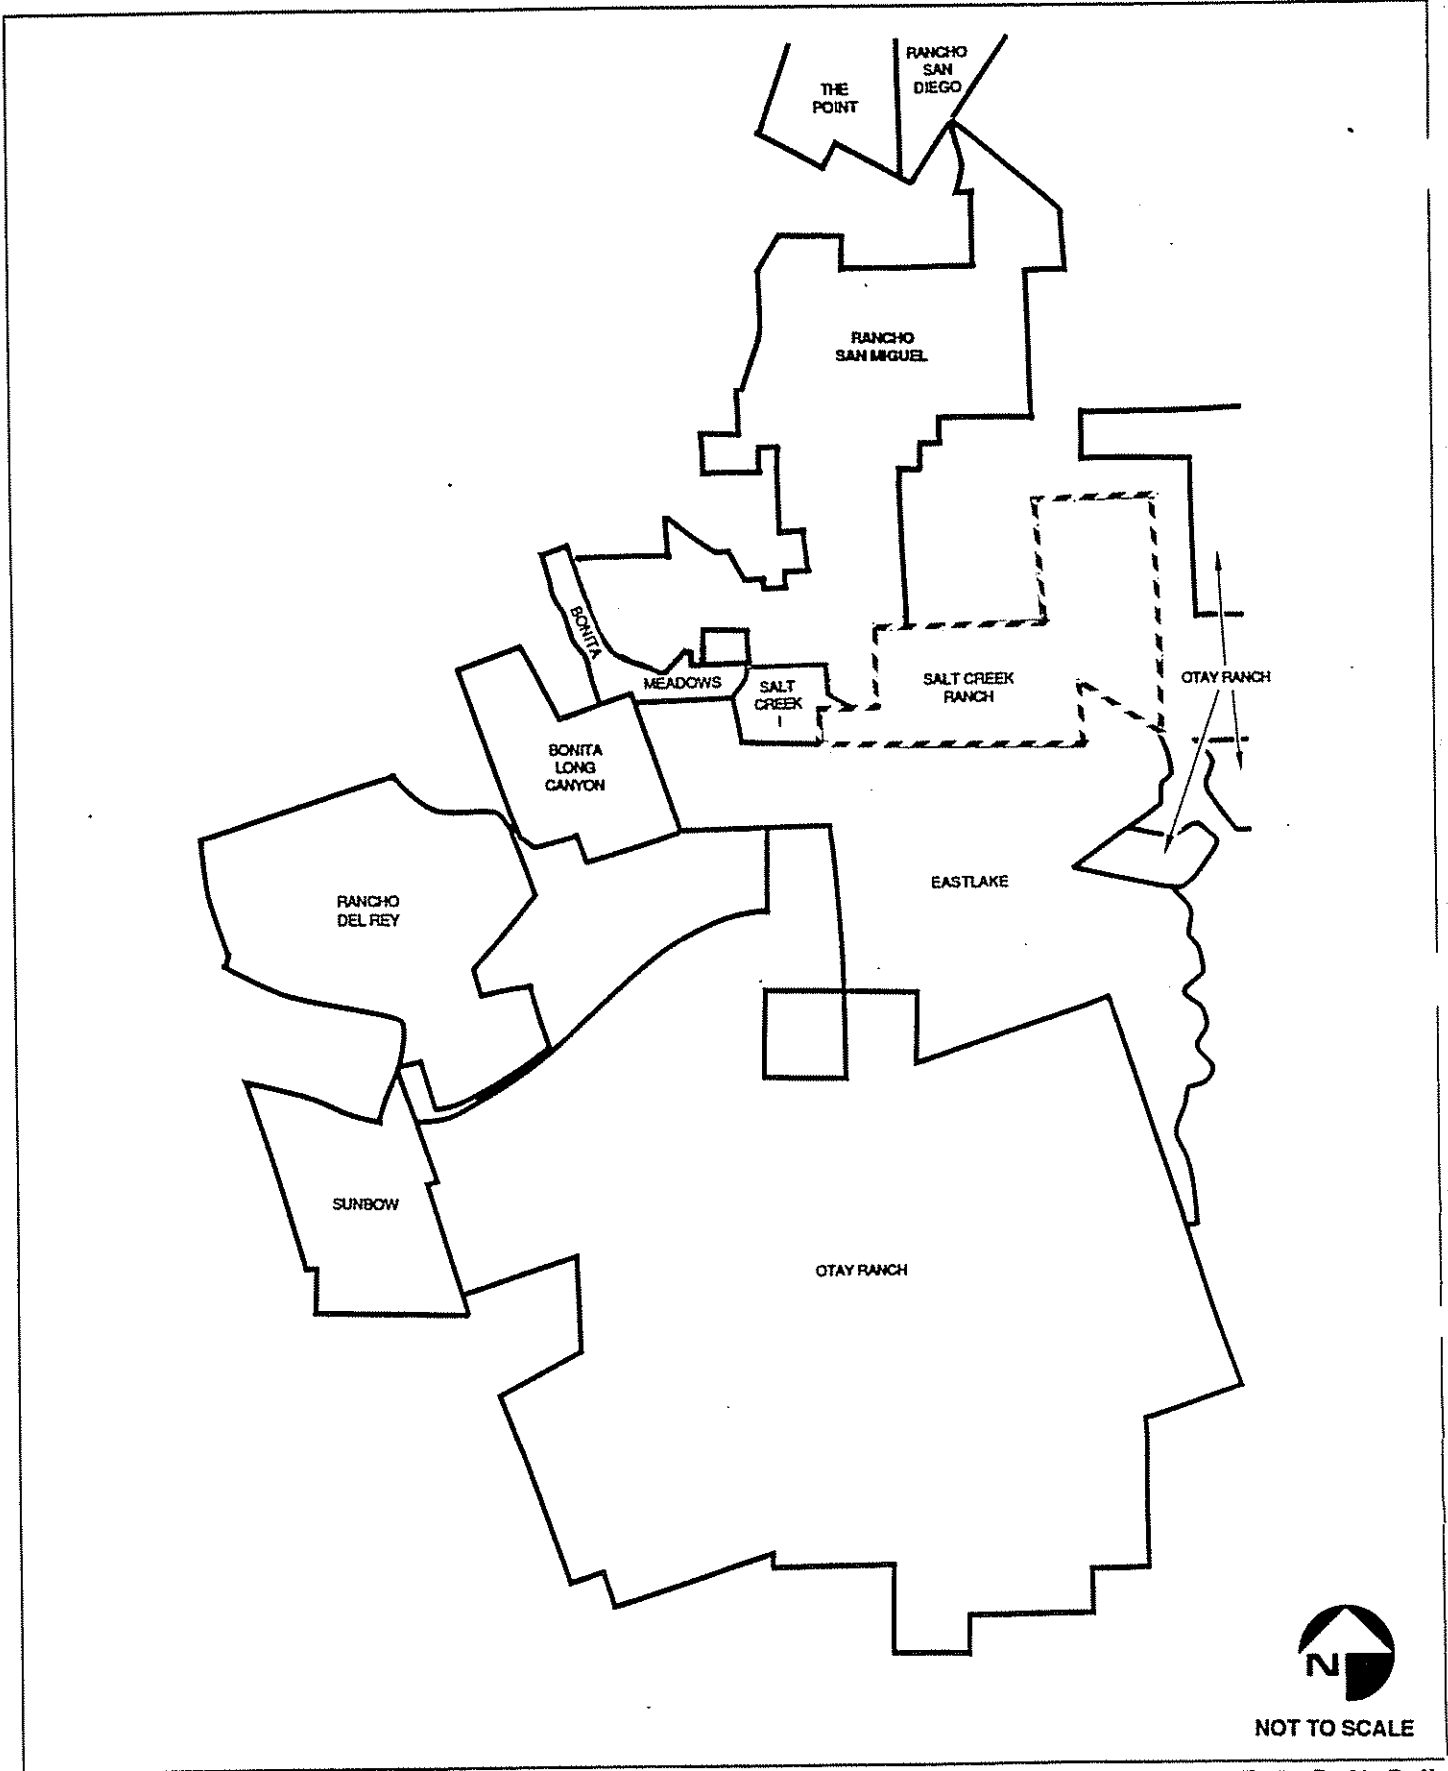 RANCHO
SAN
DIEGO
THE
POINT
RANCHO
SAN MIGUEL
BONITA
MEADOWS
SALT
CREEK
I
SALT CREEK
RANCH
OTAY RANCH
BONITA
LONG
CANYON
EASTLAKE
RANCHO
DEL REY
SUNBOW
OTAY RANCH
N
NOT TO SCALE